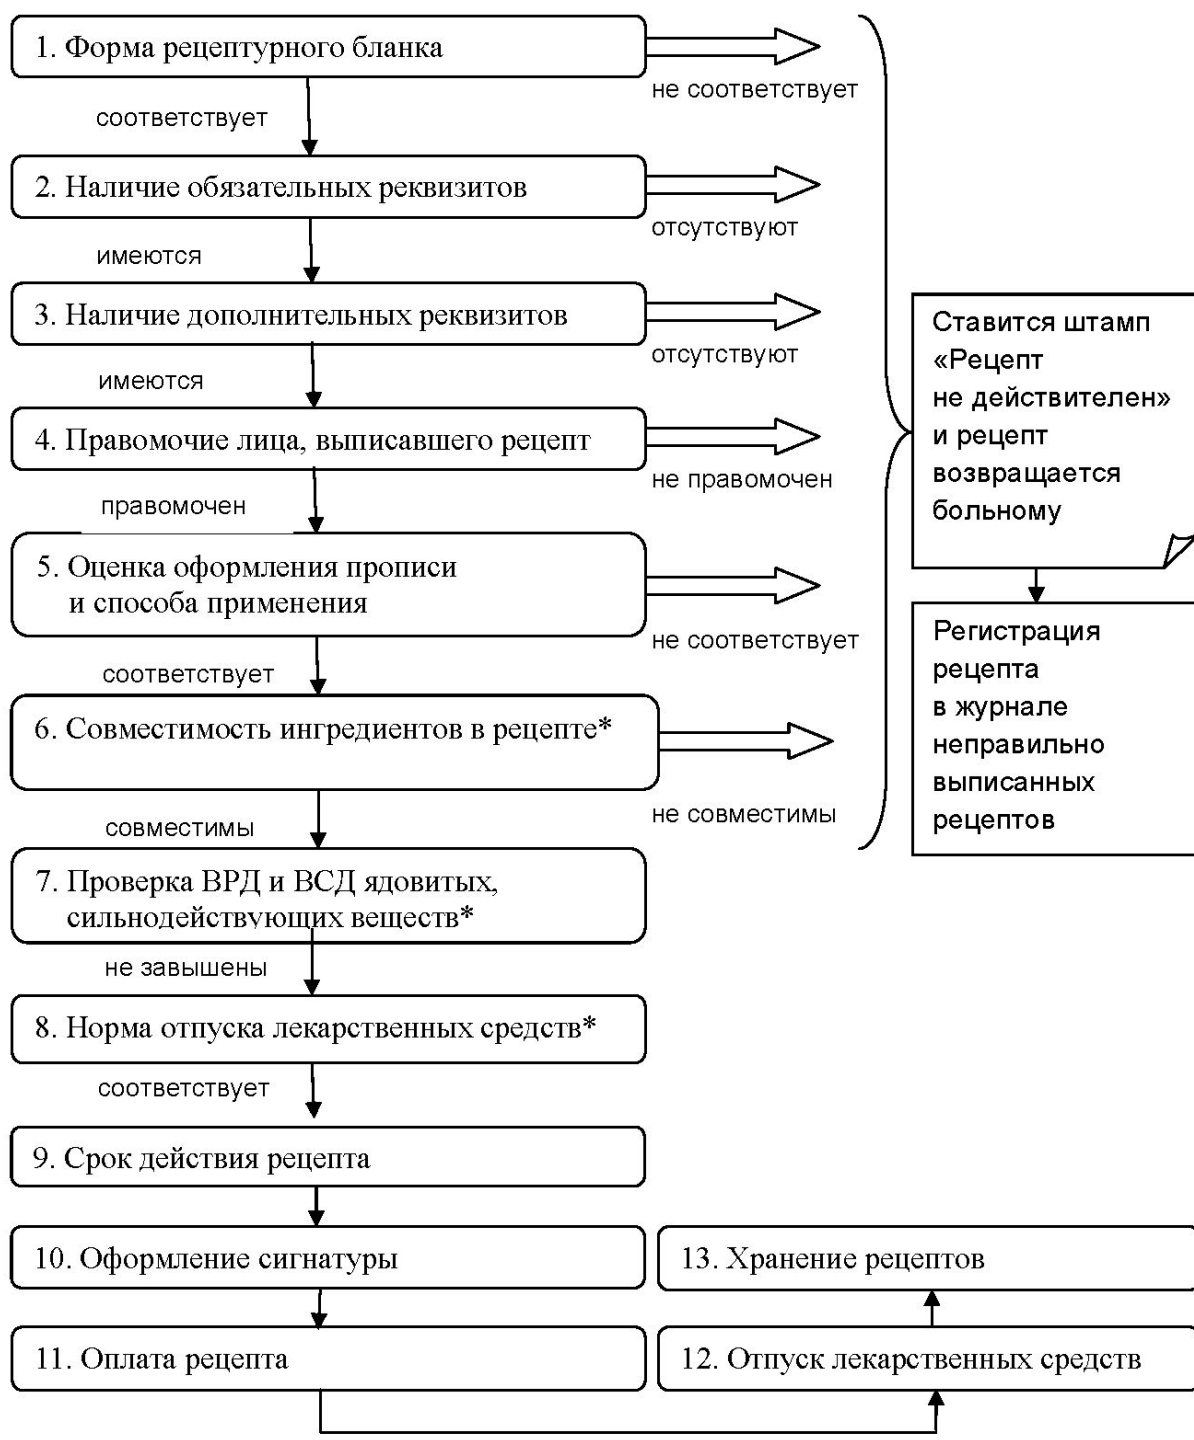 1. Форма рецептурного бланка
не соответствует
соответствует
2. Наличие обязательных реквизитов
отсутствуют
имеются
3. Наличие дополнительных реквизитов
отсутствуют
имеются
4. Правомочие лица, выписавшего рецепт
не правомочен
правомочен
5. Оценка оформления прописи
и способа применения
не соответствует
соответствует
6. Совместимость ингредиентов в рецепте*
не совместимы
совместимы
7. Проверка ВРД и ВСД ядовитых,
сильнодействующих веществ*
не завышены
8. Норма отпуска лекарственных средств*
соответствует
9. Срок действия рецепта
10. Оформление сигнатуры
11. Оплата рецепта
12. Отпуск лекарственных средств
13. Хранение рецептов
Ставится штамп
«Рецепт
не действителен»
и рецепт
возвращается
больному
Регистрация
рецепта
в журнале
неправильно
выписанных
рецептов